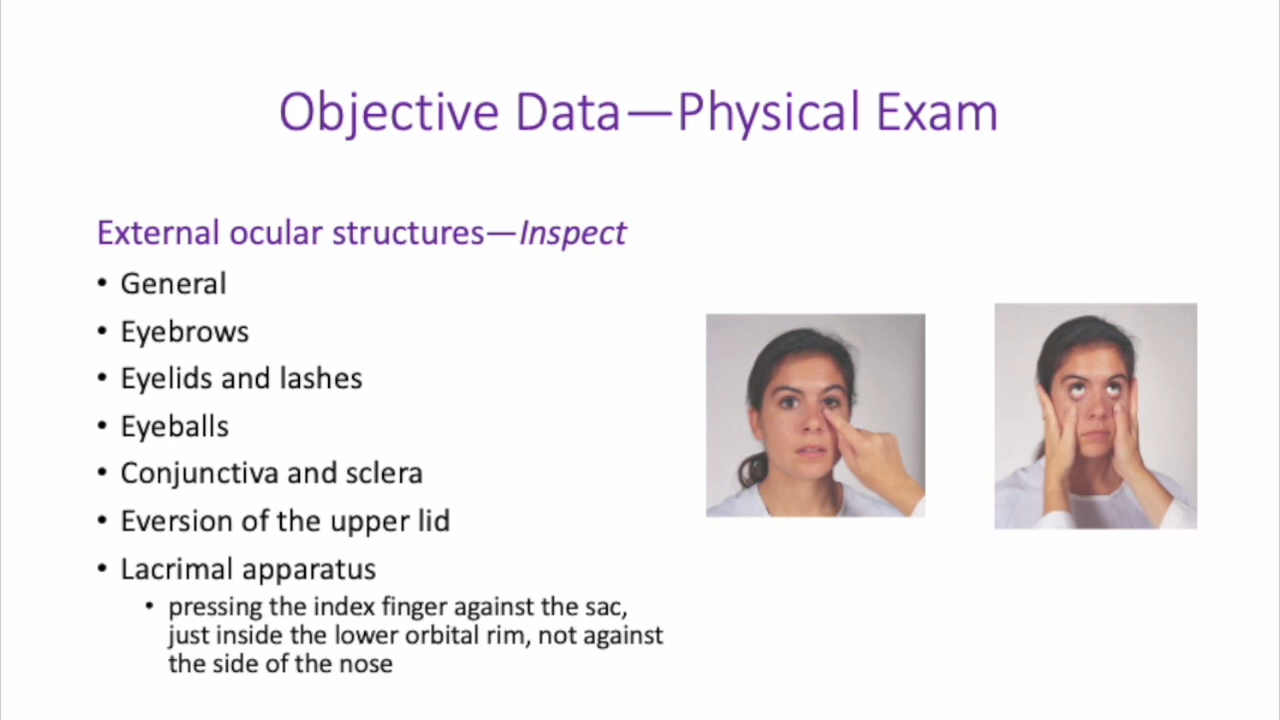 Objective Data—Physical Exam
External ocular structures—Inspect
• General
• Eyebrows
• Eyelids and lashes
• Eyeballs
• Conjunctiva and sclera
• Eversion of the upper lid
• Lacrimal apparatus
• pressing the index finger against the sac,
just inside the lower orbital rim, not against
the side of the nose